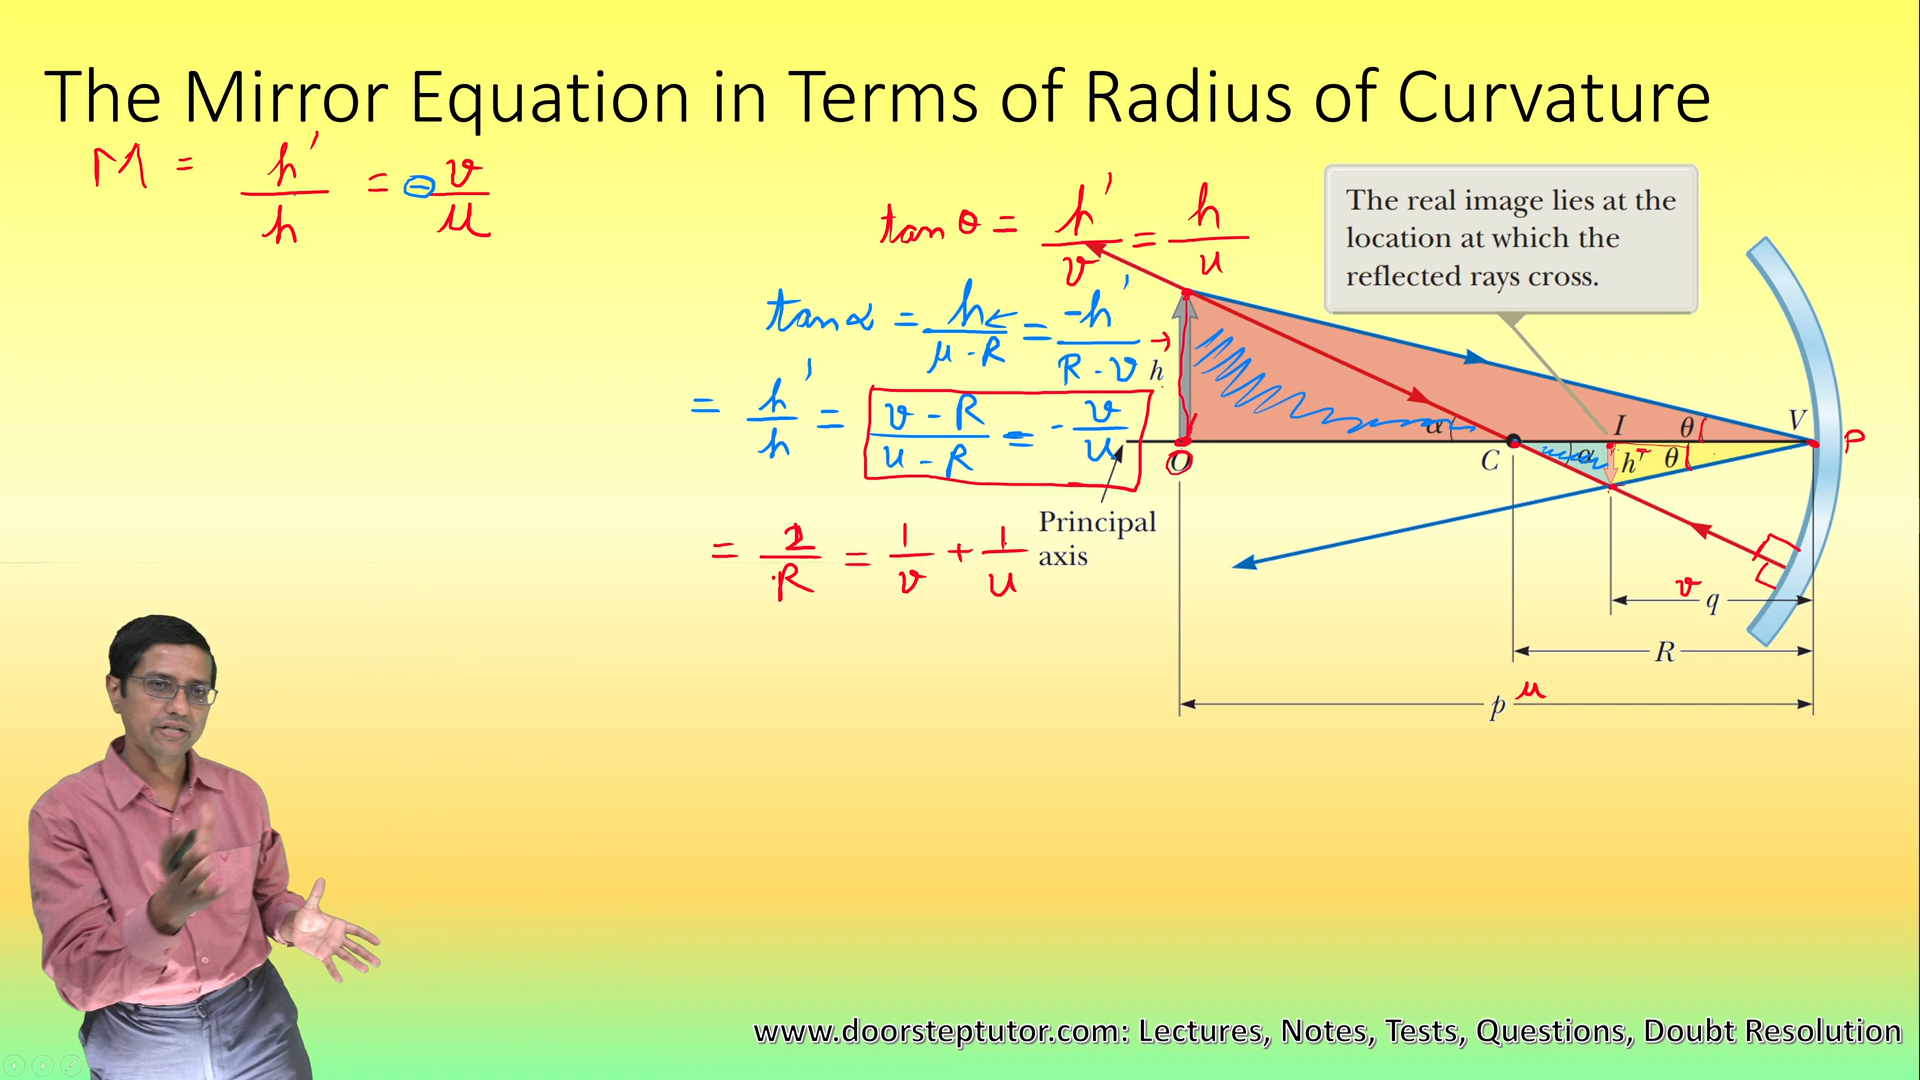 The Mirror Equation in Terms of Radius of Curvature
M = h'/h = -v/u
tan θ = h'/v = h/u
tan α = h/u - R = -h'/R - v
= h'/h = v - R/u - R = -v/u
= 2/R = 1/v + 1/u
The real image lies at the
location at which the
reflected rays cross.
h
α
I
θ
V
P
O
C
α
h'
θ
Principal
axis
v
q
R
u
p
www.doorsteptutor.com: Lectures, Notes, Tests, Questions, Doubt Resolution